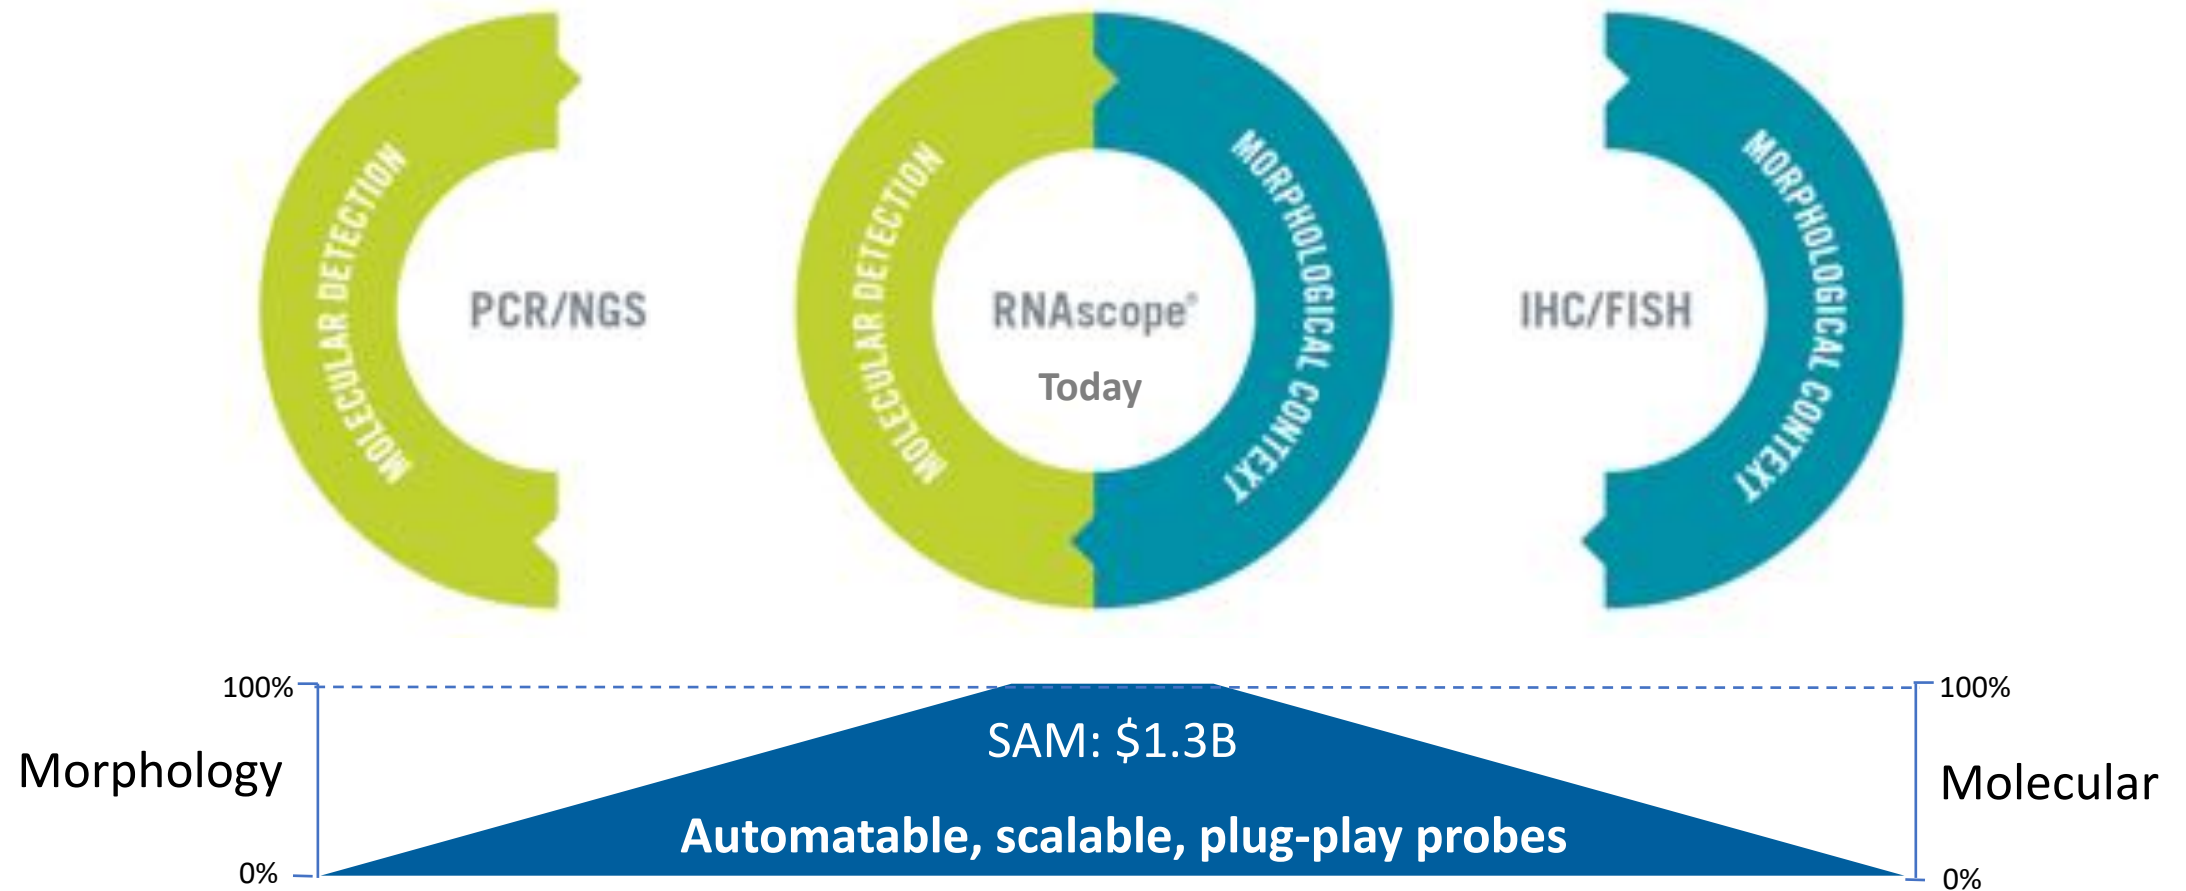 MOLECULAR DETECTION
PCR/NGS
MOLECULAR DETECTION
RNAscope®
Today
MORPHOLOGICAL CONTEXT
IHC/FISH
MORPHOLOGICAL CONTEXT
100%
Morphology
0%
SAM: $1.3B
Automatable, scalable, plug-play probes
100%
Molecular
0%